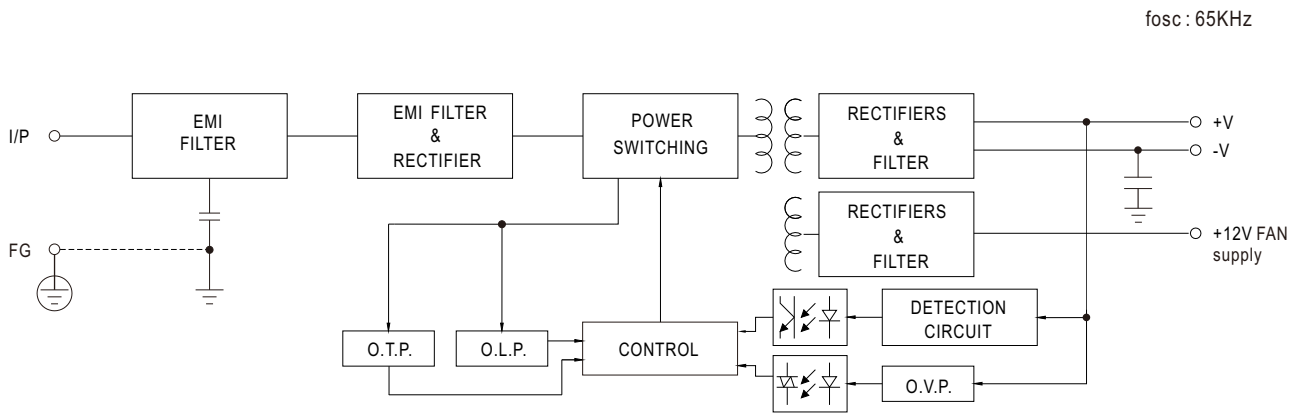 fosc : 65KHz
I/P
EMI
FILTER
EMI FILTER
&
RECTIFIER
POWER
SWITCHING
RECTIFIERS
&
FILTER
+V
-V
FG
RECTIFIERS
&
FILTER
+12V FAN
supply
O.T.P.
O.L.P.
CONTROL
DETECTION
CIRCUIT
O.V.P.